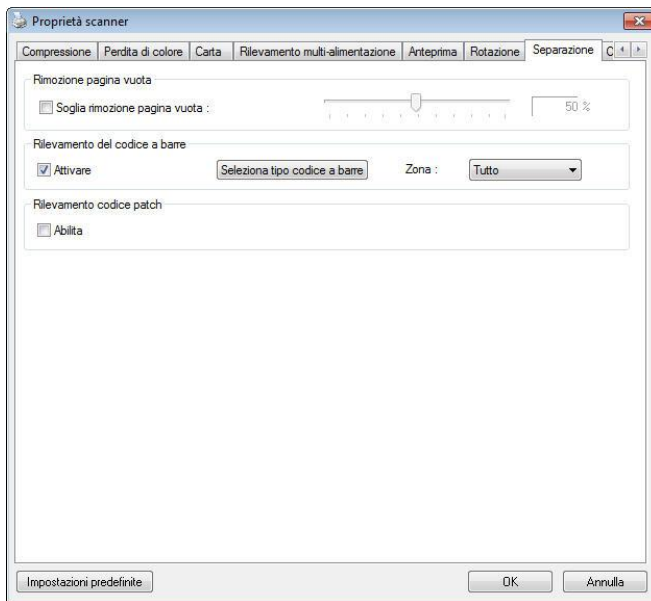 Proprietà scanner
Compressione Perdita di colore Carta Rilevamento multi-alimentazione Anteprima Rotazione Separazione C
Rimozione pagina vuota
Soglia rimozione pagina vuota : 50 %
Rilevamento del codice a barre
Attivare Seleziona tipo codice a barre Zona : Tutto
Rilevamento codice patch
Abilita
Impostazioni predefinite OK Annulla